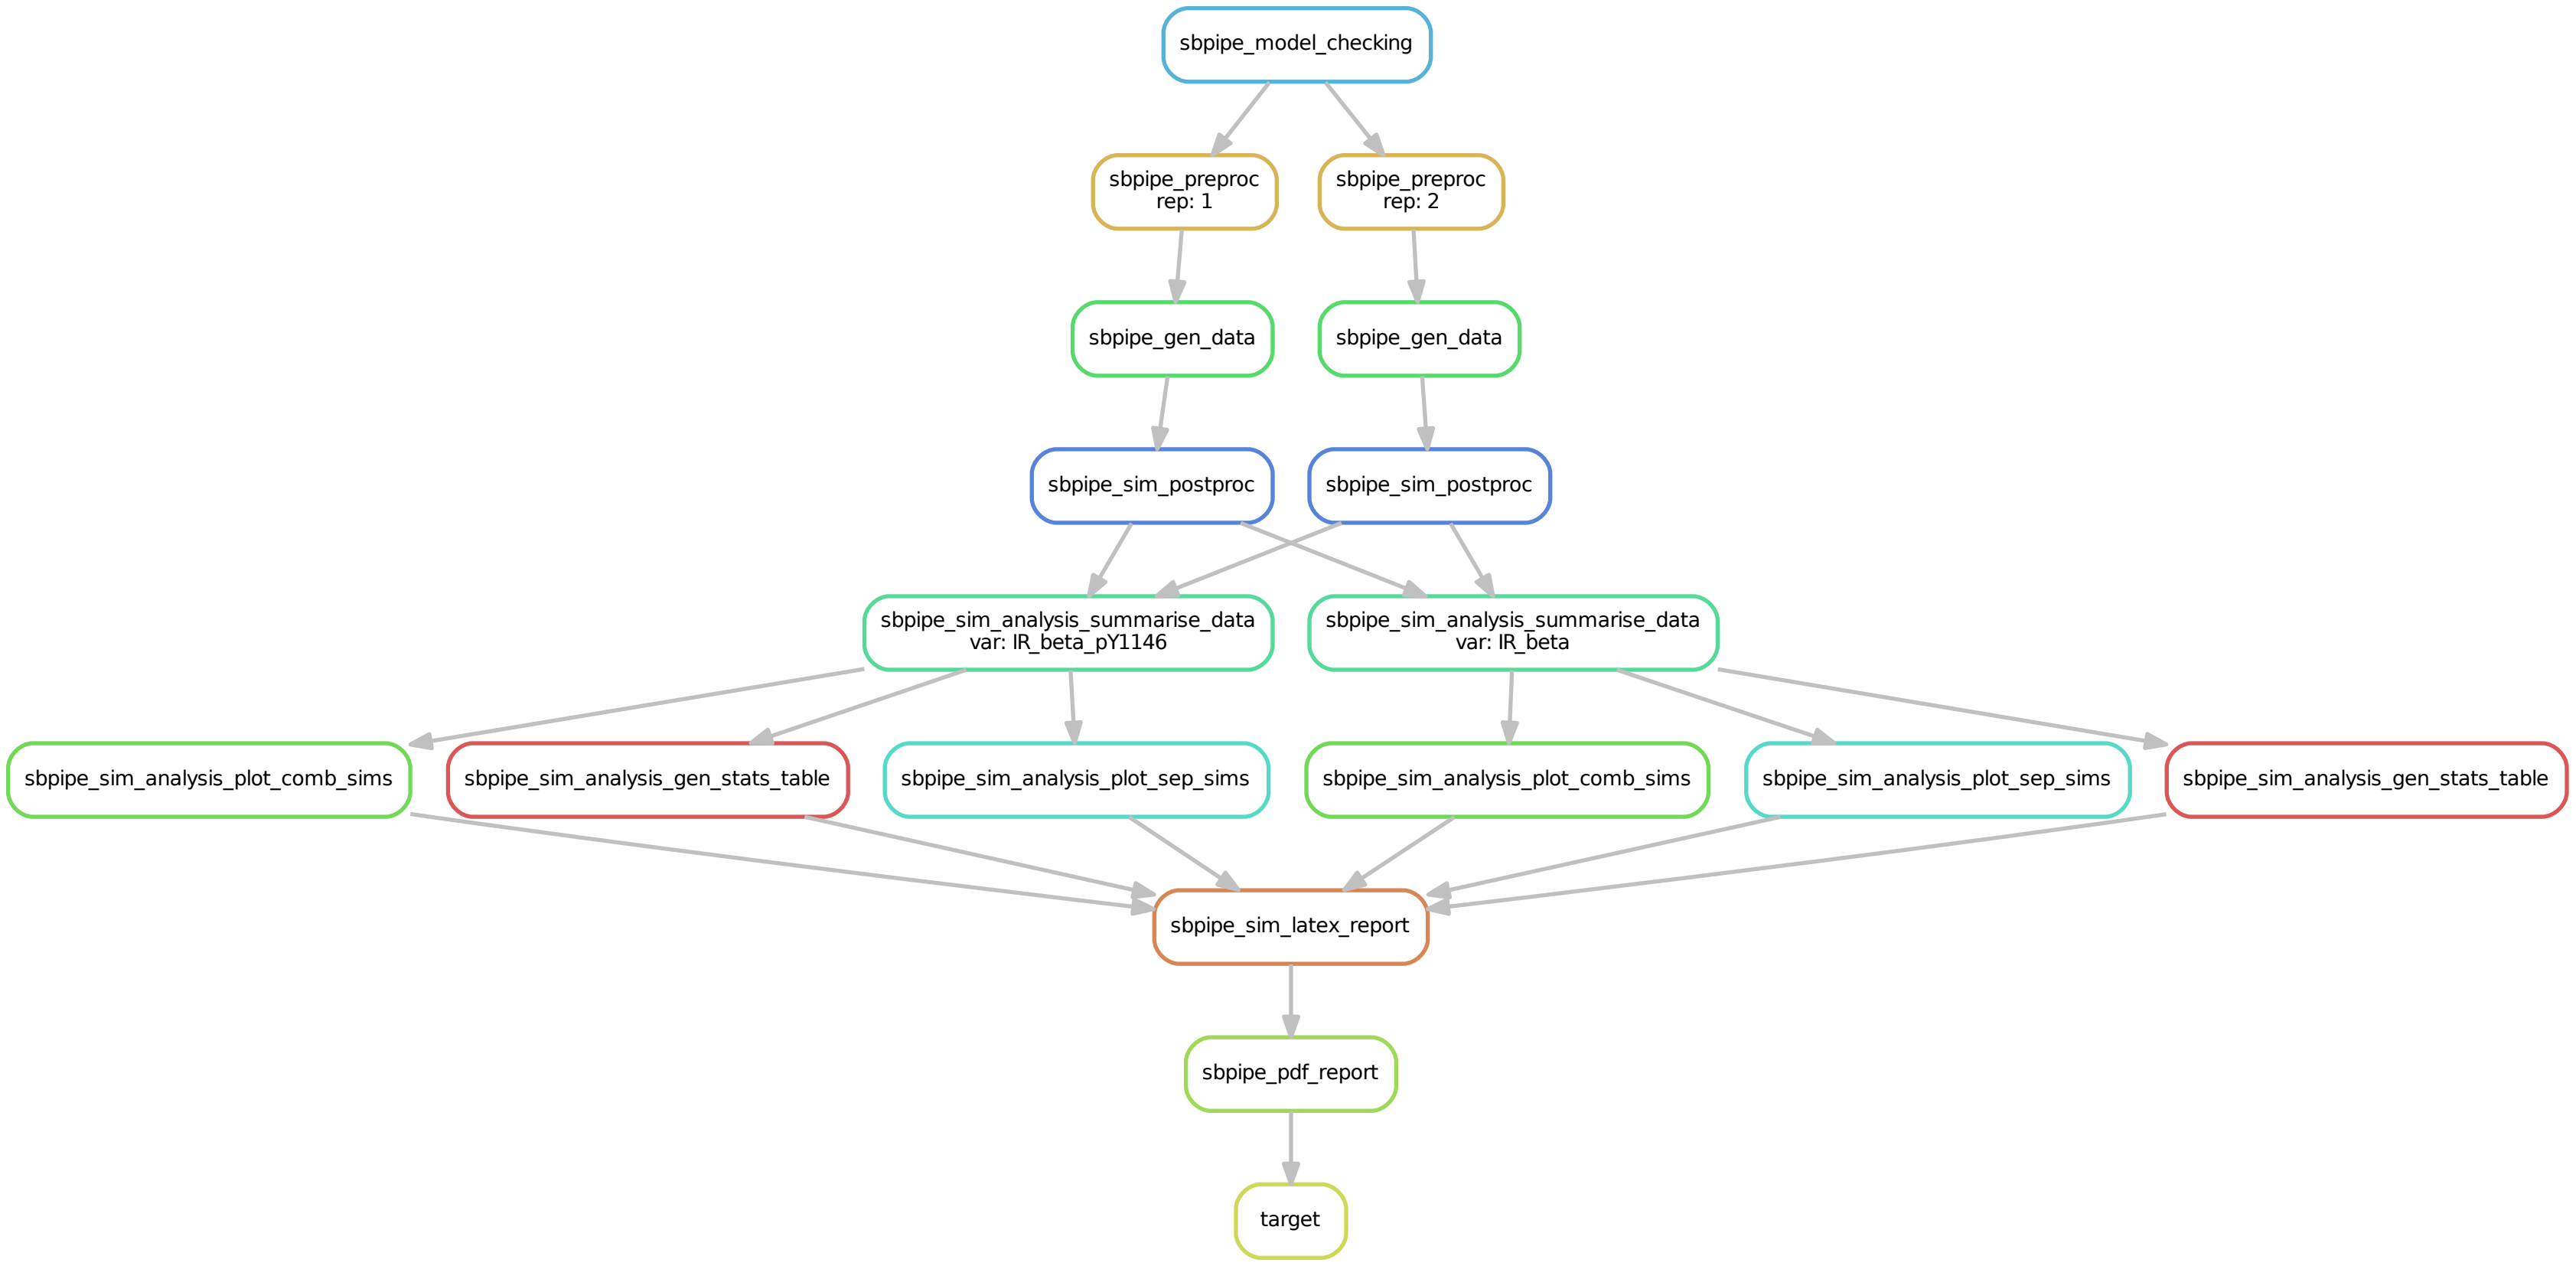 sbpipe_model_checking
sbpipe_preproc
rep: 1
sbpipe_preproc
rep: 2
sbpipe_gen_data
sbpipe_gen_data
sbpipe_sim_postproc
sbpipe_sim_postproc
sbpipe_sim_analysis_summarise_data
var: IR_beta_pY1146
sbpipe_sim_analysis_summarise_data
var: IR_beta
sbpipe_sim_analysis_plot_comb_sims
sbpipe_sim_analysis_gen_stats_table
sbpipe_sim_analysis_plot_sep_sims
sbpipe_sim_analysis_plot_comb_sims
sbpipe_sim_analysis_plot_sep_sims
sbpipe_sim_analysis_gen_stats_table
sbpipe_sim_latex_report
sbpipe_pdf_report
target